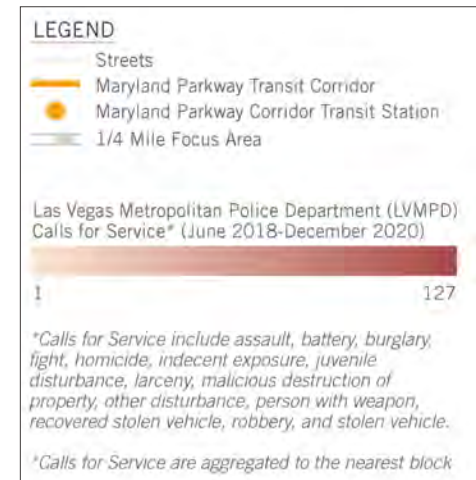 LEGEND
Streets
Maryland Parkway Transit Corridor
Maryland Parkway Corridor Transit Station
1/4 Mile Focus Area
Las Vegas Metropolitan Police Department (LVMPD)
Calls for Service* (June 2018-December 2020)
1 127
*Calls for Service include assault, battery, burglary,
fight, homicide, indecent exposure, juvenile
disturbance, larceny, malicious destruction of
property, other disturbance, person with weapon,
recovered stolen vehicle, robbery, and stolen vehicle.
*Calls for Service are aggregated to the nearest block